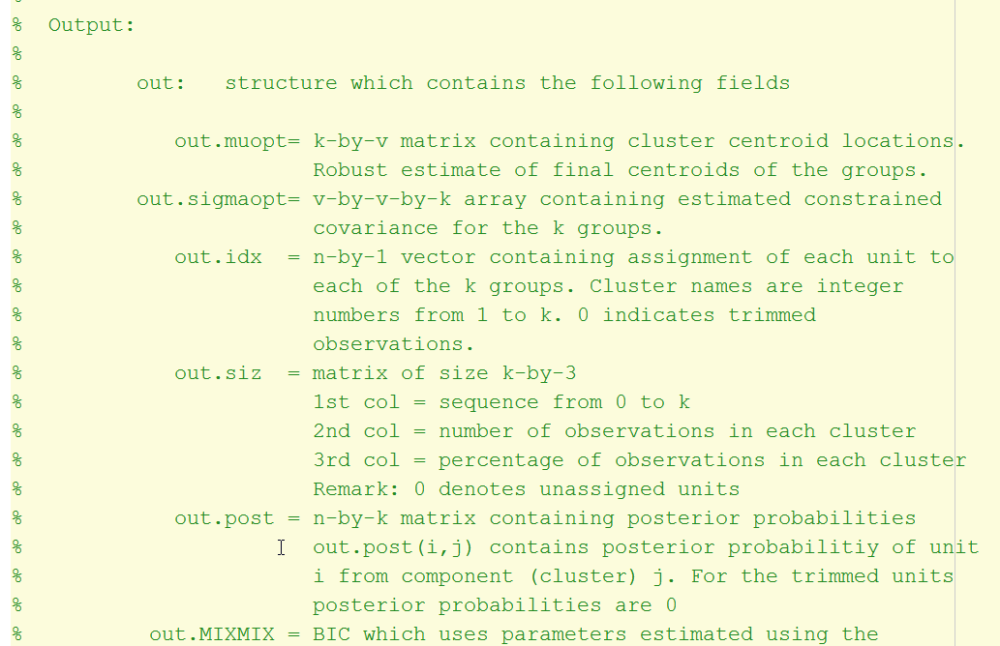 %  Output:
%
%         out:   structure which contains the following fields
%
%            out.muopt= k-by-v matrix containing cluster centroid locations.
%                       Robust estimate of final centroids of the groups.
%         out.sigmaopt= v-by-v-by-k array containing estimated constrained
%                       covariance for the k groups.
%            out.idx  = n-by-1 vector containing assignment of each unit to
%                       each of the k groups. Cluster names are integer
%                       numbers from 1 to k. 0 indicates trimmed
%                       observations.
%            out.siz  = matrix of size k-by-3
%                       1st col = sequence from 0 to k
%                       2nd col = number of observations in each cluster
%                       3rd col = percentage of observations in each cluster
%                       Remark: 0 denotes unassigned units
%            out.post = n-by-k matrix containing posterior probabilities
%                       out.post(i,j) contains posterior probabilitiy of unit
%                       i from component (cluster) j. For the trimmed units
%                       posterior probabilities are 0
%          out.MIXMIX = BIC which uses parameters estimated using the